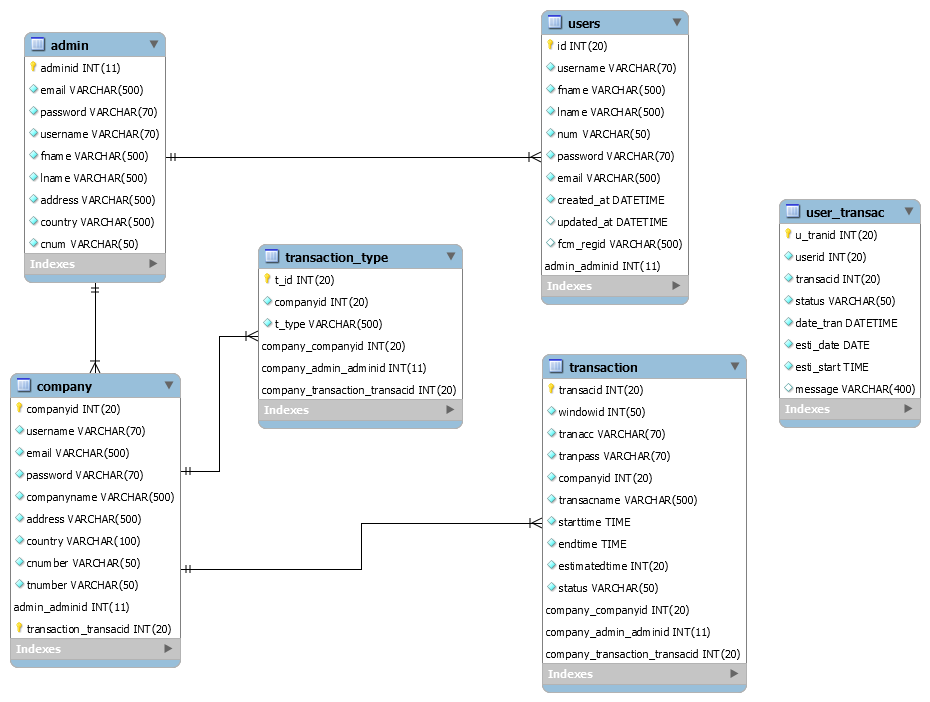 admin
adminid INT(11)
email VARCHAR(500)
password VARCHAR(70)
username VARCHAR(70)
fname VARCHAR(500)
lname VARCHAR(500)
address VARCHAR(500)
country VARCHAR(500)
cnum VARCHAR(50)
Indexes
users
id INT(20)
username VARCHAR(70)
fname VARCHAR(500)
lname VARCHAR(500)
num VARCHAR(50)
password VARCHAR(70)
email VARCHAR(500)
created_at DATETIME
updated_at DATETIME
fcm_regid VARCHAR(500)
admin_adminid INT(11)
Indexes
user_transac
u_tranid INT(20)
userid INT(20)
transacid INT(20)
status VARCHAR(50)
date_tran DATETIME
esti_date DATE
esti_start TIME
message VARCHAR(400)
Indexes
transaction_type
t_id INT(20)
companyid INT(20)
t_type VARCHAR(500)
company_companyid INT(20)
company_admin_adminid INT(11)
company_transaction_transacid INT(20)
Indexes
company
companyid INT(20)
username VARCHAR(70)
email VARCHAR(500)
password VARCHAR(70)
companyname VARCHAR(500)
address VARCHAR(500)
country VARCHAR(100)
cnumber VARCHAR(50)
tnumber VARCHAR(50)
admin_adminid INT(11)
transaction_transacid INT(20)
Indexes
transaction
transacid INT(20)
windowid INT(50)
tranacc VARCHAR(70)
tranpass VARCHAR(70)
companyid INT(20)
transacname VARCHAR(500)
starttime TIME
endtime TIME
estimatedtime INT(20)
status VARCHAR(50)
company_companyid INT(20)
company_admin_adminid INT(11)
company_transaction_transacid INT(20)
Indexes